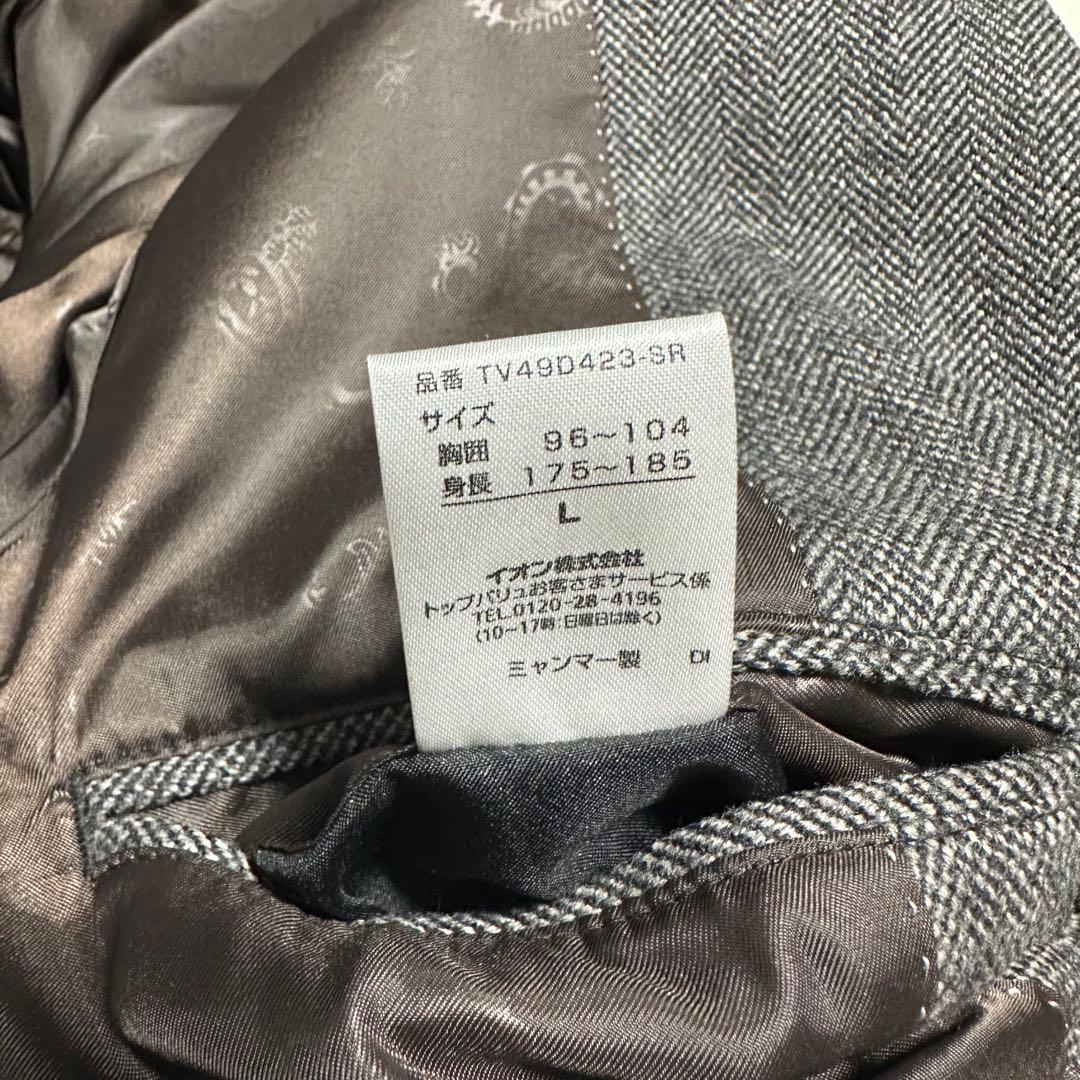 品番 TV49D423-SR
サイズ
胸囲 96〜104
身長 175〜185
L
イオン株式会社
トップバリュお客さまサービス係
TEL.0120-28-4196
(10〜17時:日曜日は除く)
ミャンマー製 DI